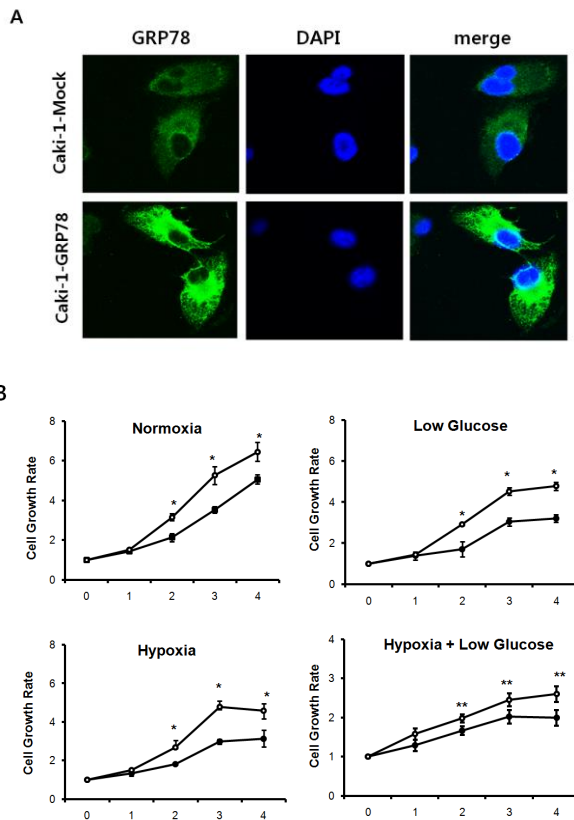 A
GRP78 DAPI merge
Caki-1-Mock
Caki-1-GRP78
B
Normoxia
Cell Growth Rate
8
6
4
2
0
* * *
0 1 2 3 4
Low Glucose
Cell Growth Rate
8
6
4
2
0
* * *
0 1 2 3 4
Hypoxia
Cell Growth Rate
8
6
4
2
0
* * *
0 1 2 3 4
Hypoxia + Low Glucose
Cell Growth Rate
4
3
2
1
0
** ** **
0 1 2 3 4